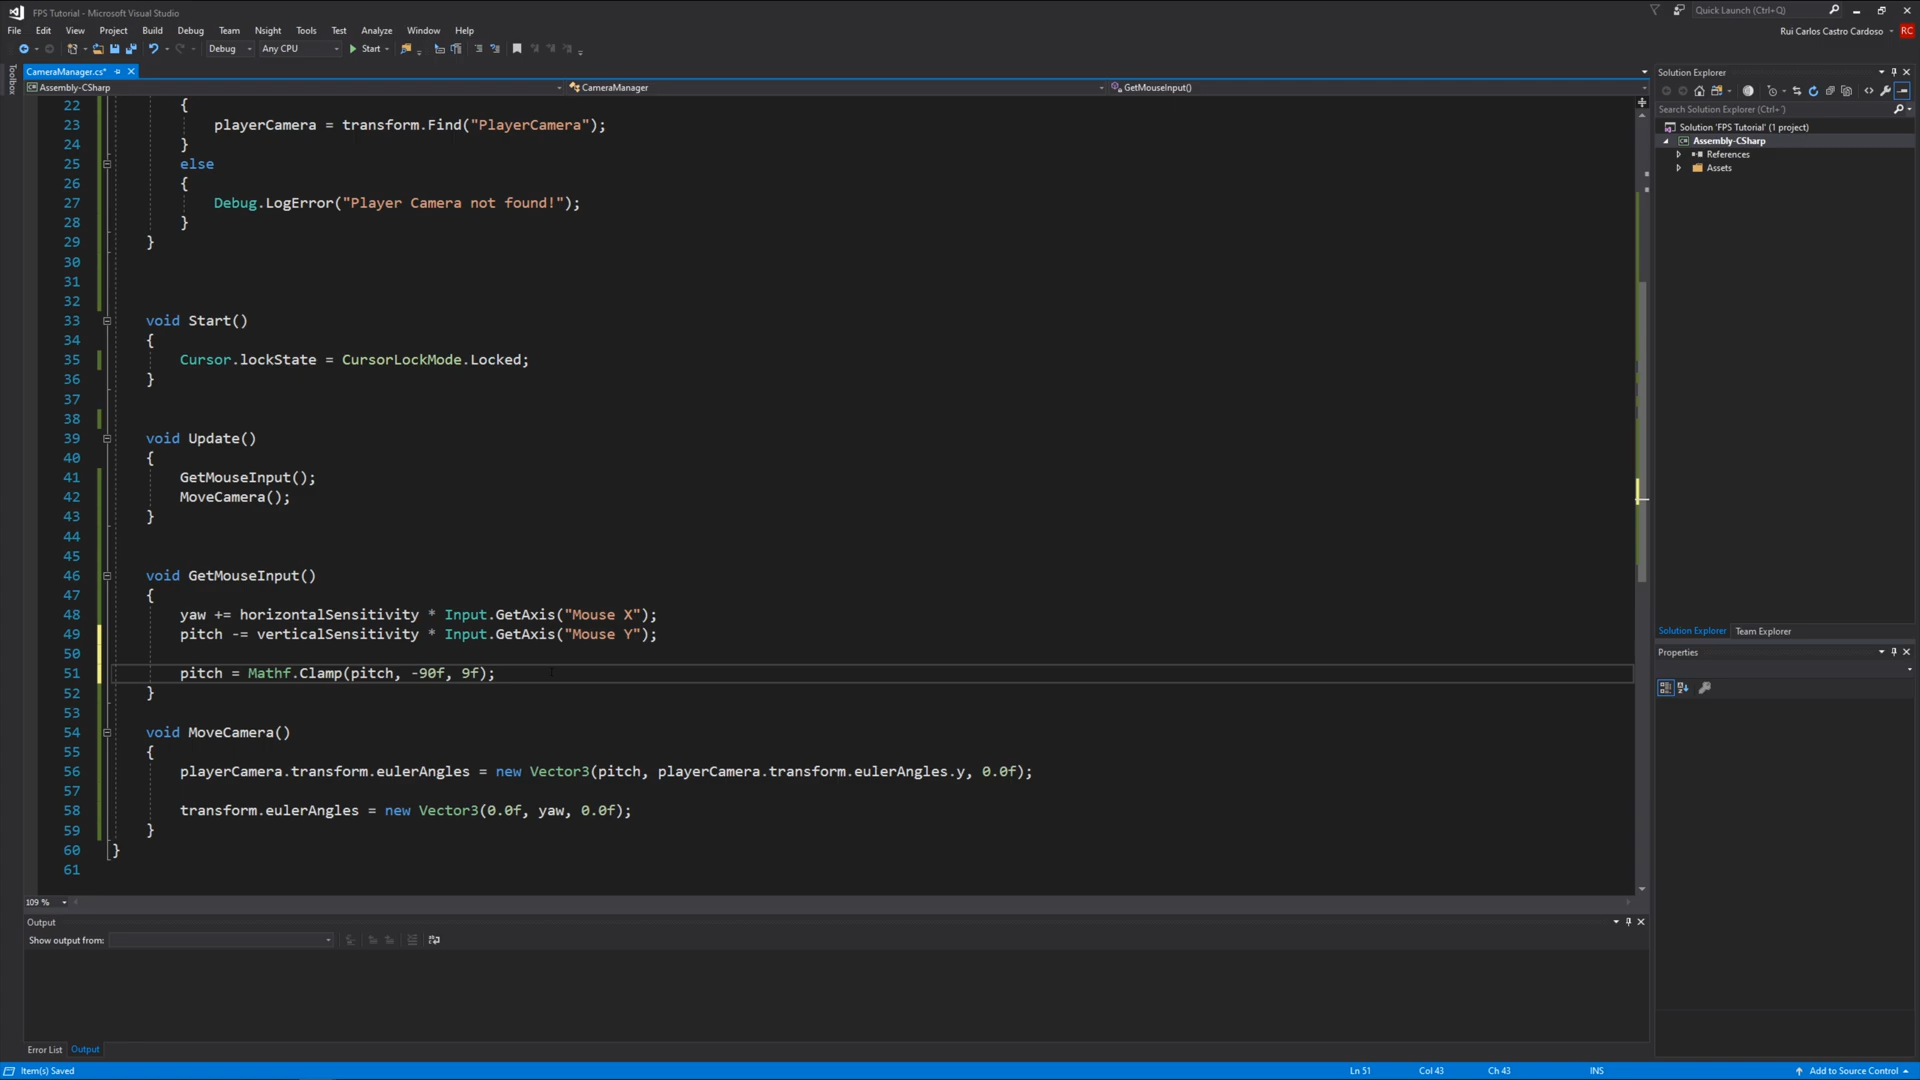 FPS Tutorial - Microsoft Visual Studio
Quick Launch (Ctrl+Q)
File Edit View Project Build Debug Team Nsight Tools Test Analyze Window Help
Rui Carlos Castro Cardoso RC
Debug Any CPU Start
Toolbox
CameraManager.cs*
Assembly-CSharp CameraManager GetMouseInput()
22 {
23 playerCamera = transform.Find("PlayerCamera");
24 }
25 else
26 {
27 Debug.LogError("Player Camera not found!");
28 }
29 }
30
31
32
33 void Start()
34 {
35 Cursor.lockState = CursorLockMode.Locked;
36 }
37
38
39 void Update()
40 {
41 GetMouseInput();
42 MoveCamera();
43 }
44
45
46 void GetMouseInput()
47 {
48 yaw += horizontalSensitivity * Input.GetAxis("Mouse X");
49 pitch -= verticalSensitivity * Input.GetAxis("Mouse Y");
50
51 pitch = Mathf.Clamp(pitch, -90f, 9f);
52 }
53
54 void MoveCamera()
55 {
56 playerCamera.transform.eulerAngles = new Vector3(pitch, playerCamera.transform.eulerAngles.y, 0.0f);
57
58 transform.eulerAngles = new Vector3(0.0f, yaw, 0.0f);
59 }
60 }
61
109 %
Output
Show output from:
Error List Output
Solution Explorer
Search Solution Explorer (Ctrl+;)
Solution 'FPS Tutorial' (1 project)
Assembly-CSharp
References
Assets
Solution Explorer Team Explorer
Properties
Item(s) Saved Ln 51 Col 43 Ch 43 INS Add to Source Control